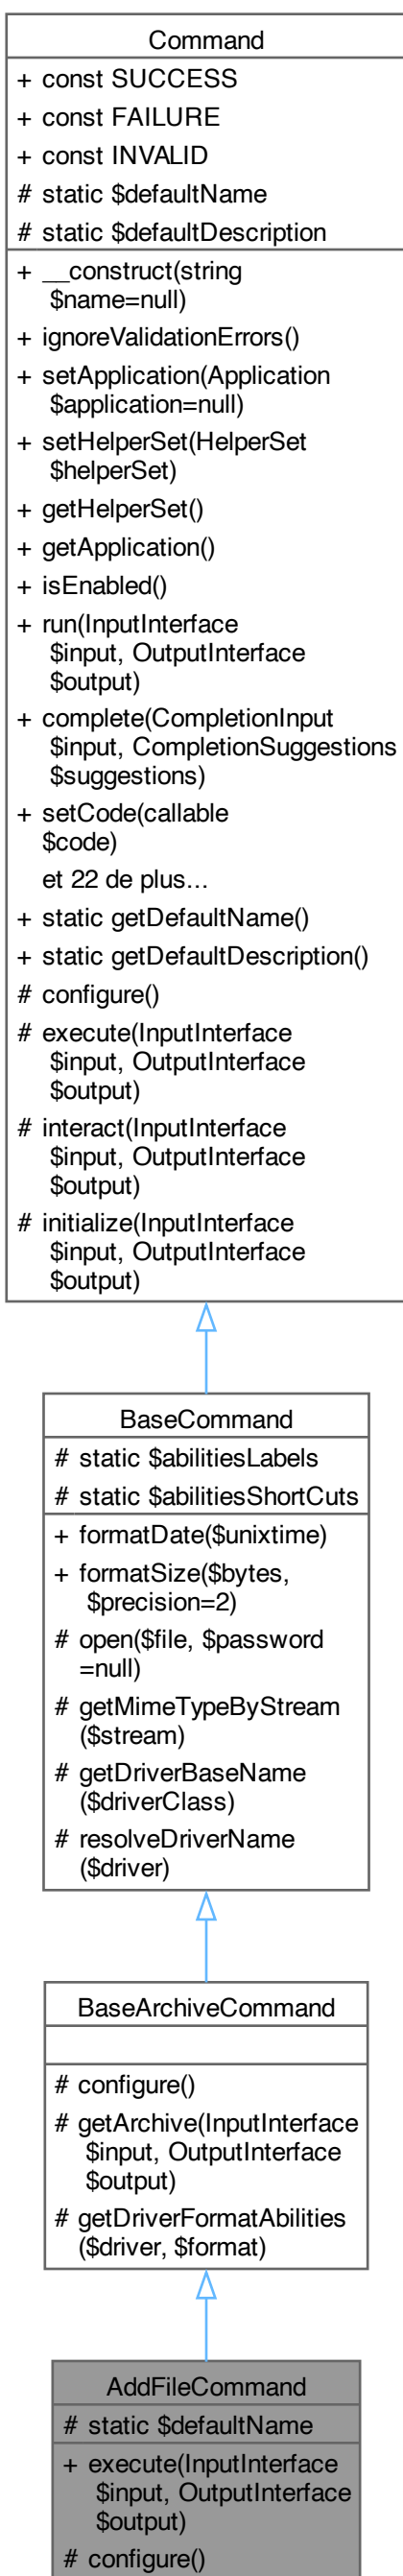 Command
+ const SUCCESS
+ const FAILURE
+ const INVALID
# static $defaultName
# static $defaultDescription
+ __construct(string
$name=null)
+ ignoreValidationErrors()
+ setApplication(Application
$application=null)
+ setHelperSet(HelperSet
$helperSet)
+ getHelperSet()
+ getApplication()
+ isEnabled()
+ run(InputInterface
$input, OutputInterface
$output)
+ complete(CompletionInput
$input, CompletionSuggestions
$suggestions)
+ setCode(callable
$code)
et 22 de plus...
+ static getDefaultName()
+ static getDefaultDescription()
# configure()
# execute(InputInterface
$input, OutputInterface
$output)
# interact(InputInterface
$input, OutputInterface
$output)
# initialize(InputInterface
$input, OutputInterface
$output)
BaseCommand
# static $abilitiesLabels
# static $abilitiesShortCuts
+ formatDate($unixtime)
+ formatSize($bytes,
$precision=2)
# open($file, $password
=null)
# getMimeTypeByStream
($stream)
# getDriverBaseName
($driverClass)
# resolveDriverName
($driver)
BaseArchiveCommand
# configure()
# getArchive(InputInterface
$input, OutputInterface
$output)
# getDriverFormatAbilities
($driver, $format)
AddFileCommand
# static $defaultName
+ execute(InputInterface
$input, OutputInterface
$output)
# configure()